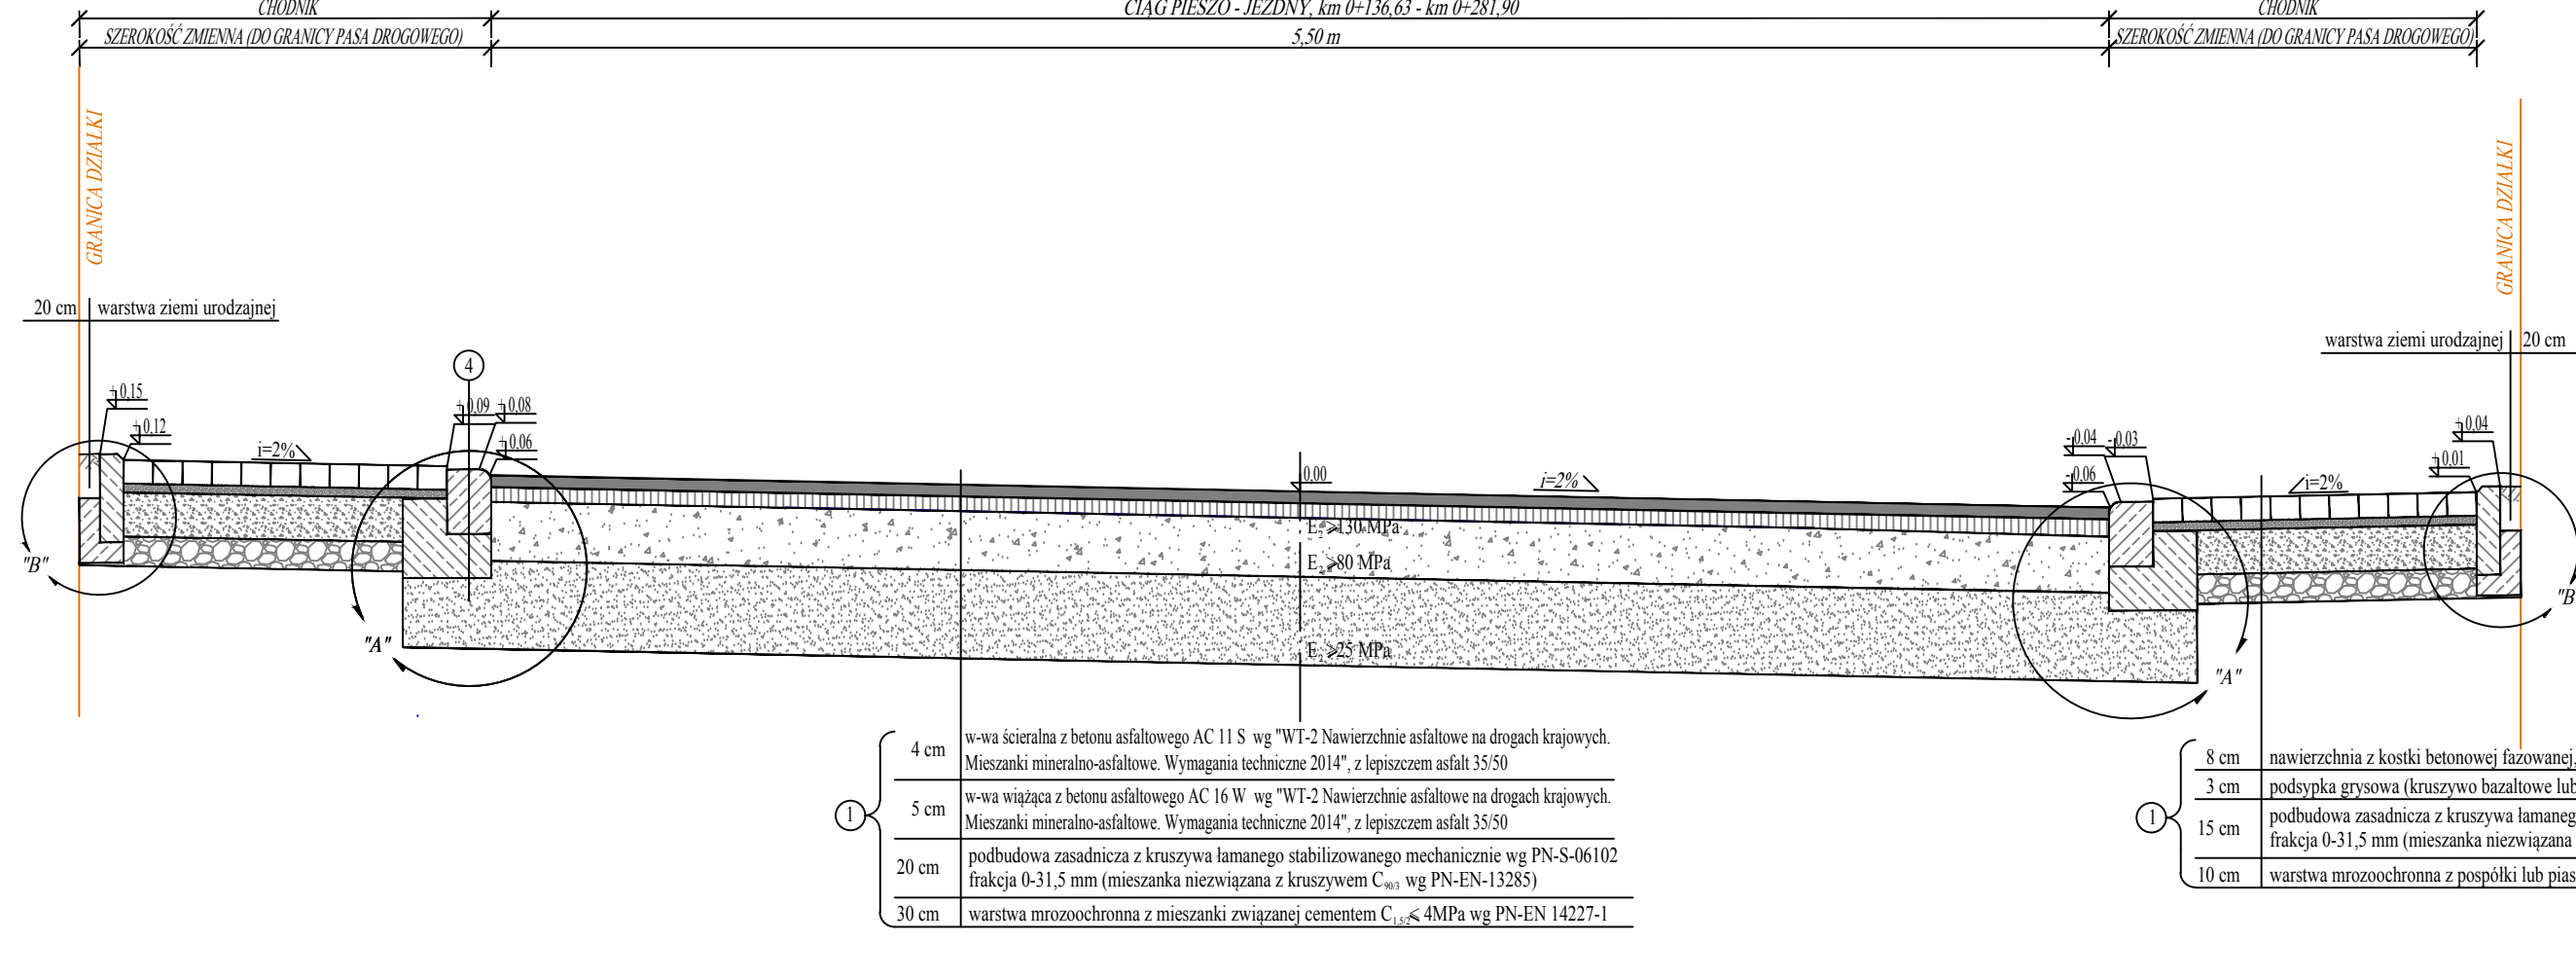 CHODNIK
CIĄG PIESZO - JEZDNY, km 0+136,63 - km 0+281,90
CHODNIK
SZEROKOŚĆ ZMIENNA (DO GRANICY PASA DROGOWEGO)
5,50 m
SZEROKOŚĆ ZMIENNA (DO GRANICY PASA DROGOWEGO)
GRANICA DZIAŁKI
GRANICA DZIAŁKI
20 cm warstwa ziemi urodzajnej
warstwa ziemi urodzajnej 20 cm
4
+0,15
+0,12
i=2%
+0,09 +0,08
+0,06
0,00
i=2%
-0,04 -0,03
-0,06
i=2%
+0,04
+0,01
E₂ ⩾130 MPa
E₂ ⩾80 MPa
E₂ ⩾25 MPa
"B"
"A"
"A"
"B
1
4 cm w-wa ścieralna z betonu asfaltowego AC 11 S wg "WT-2 Nawierzchnie asfaltowe na drogach krajowych.
Mieszanki mineralno-asfaltowe. Wymagania techniczne 2014", z lepiszczem asfalt 35/50
5 cm w-wa wiążąca z betonu asfaltowego AC 16 W wg "WT-2 Nawierzchnie asfaltowe na drogach krajowych.
Mieszanki mineralno-asfaltowe. Wymagania techniczne 2014", z lepiszczem asfalt 35/50
20 cm podbudowa zasadnicza z kruszywa łamanego stabilizowanego mechanicznie wg PN-S-06102
frakcja 0-31,5 mm (mieszanka niezwiązana z kruszywem C90/3 wg PN-EN-13285)
30 cm warstwa mrozoochronna z mieszanki związanej cementem C1,5/2⩽ 4MPa wg PN-EN 14227-1
1
8 cm nawierzchnia z kostki betonowej fazowanej,
3 cm podsypka grysowa (kruszywo bazaltowe lub
15 cm podbudowa zasadnicza z kruszywa łamaneg
frakcja 0-31,5 mm (mieszanka niezwiązana
10 cm warstwa mrozoochronna z pospółki lub pias